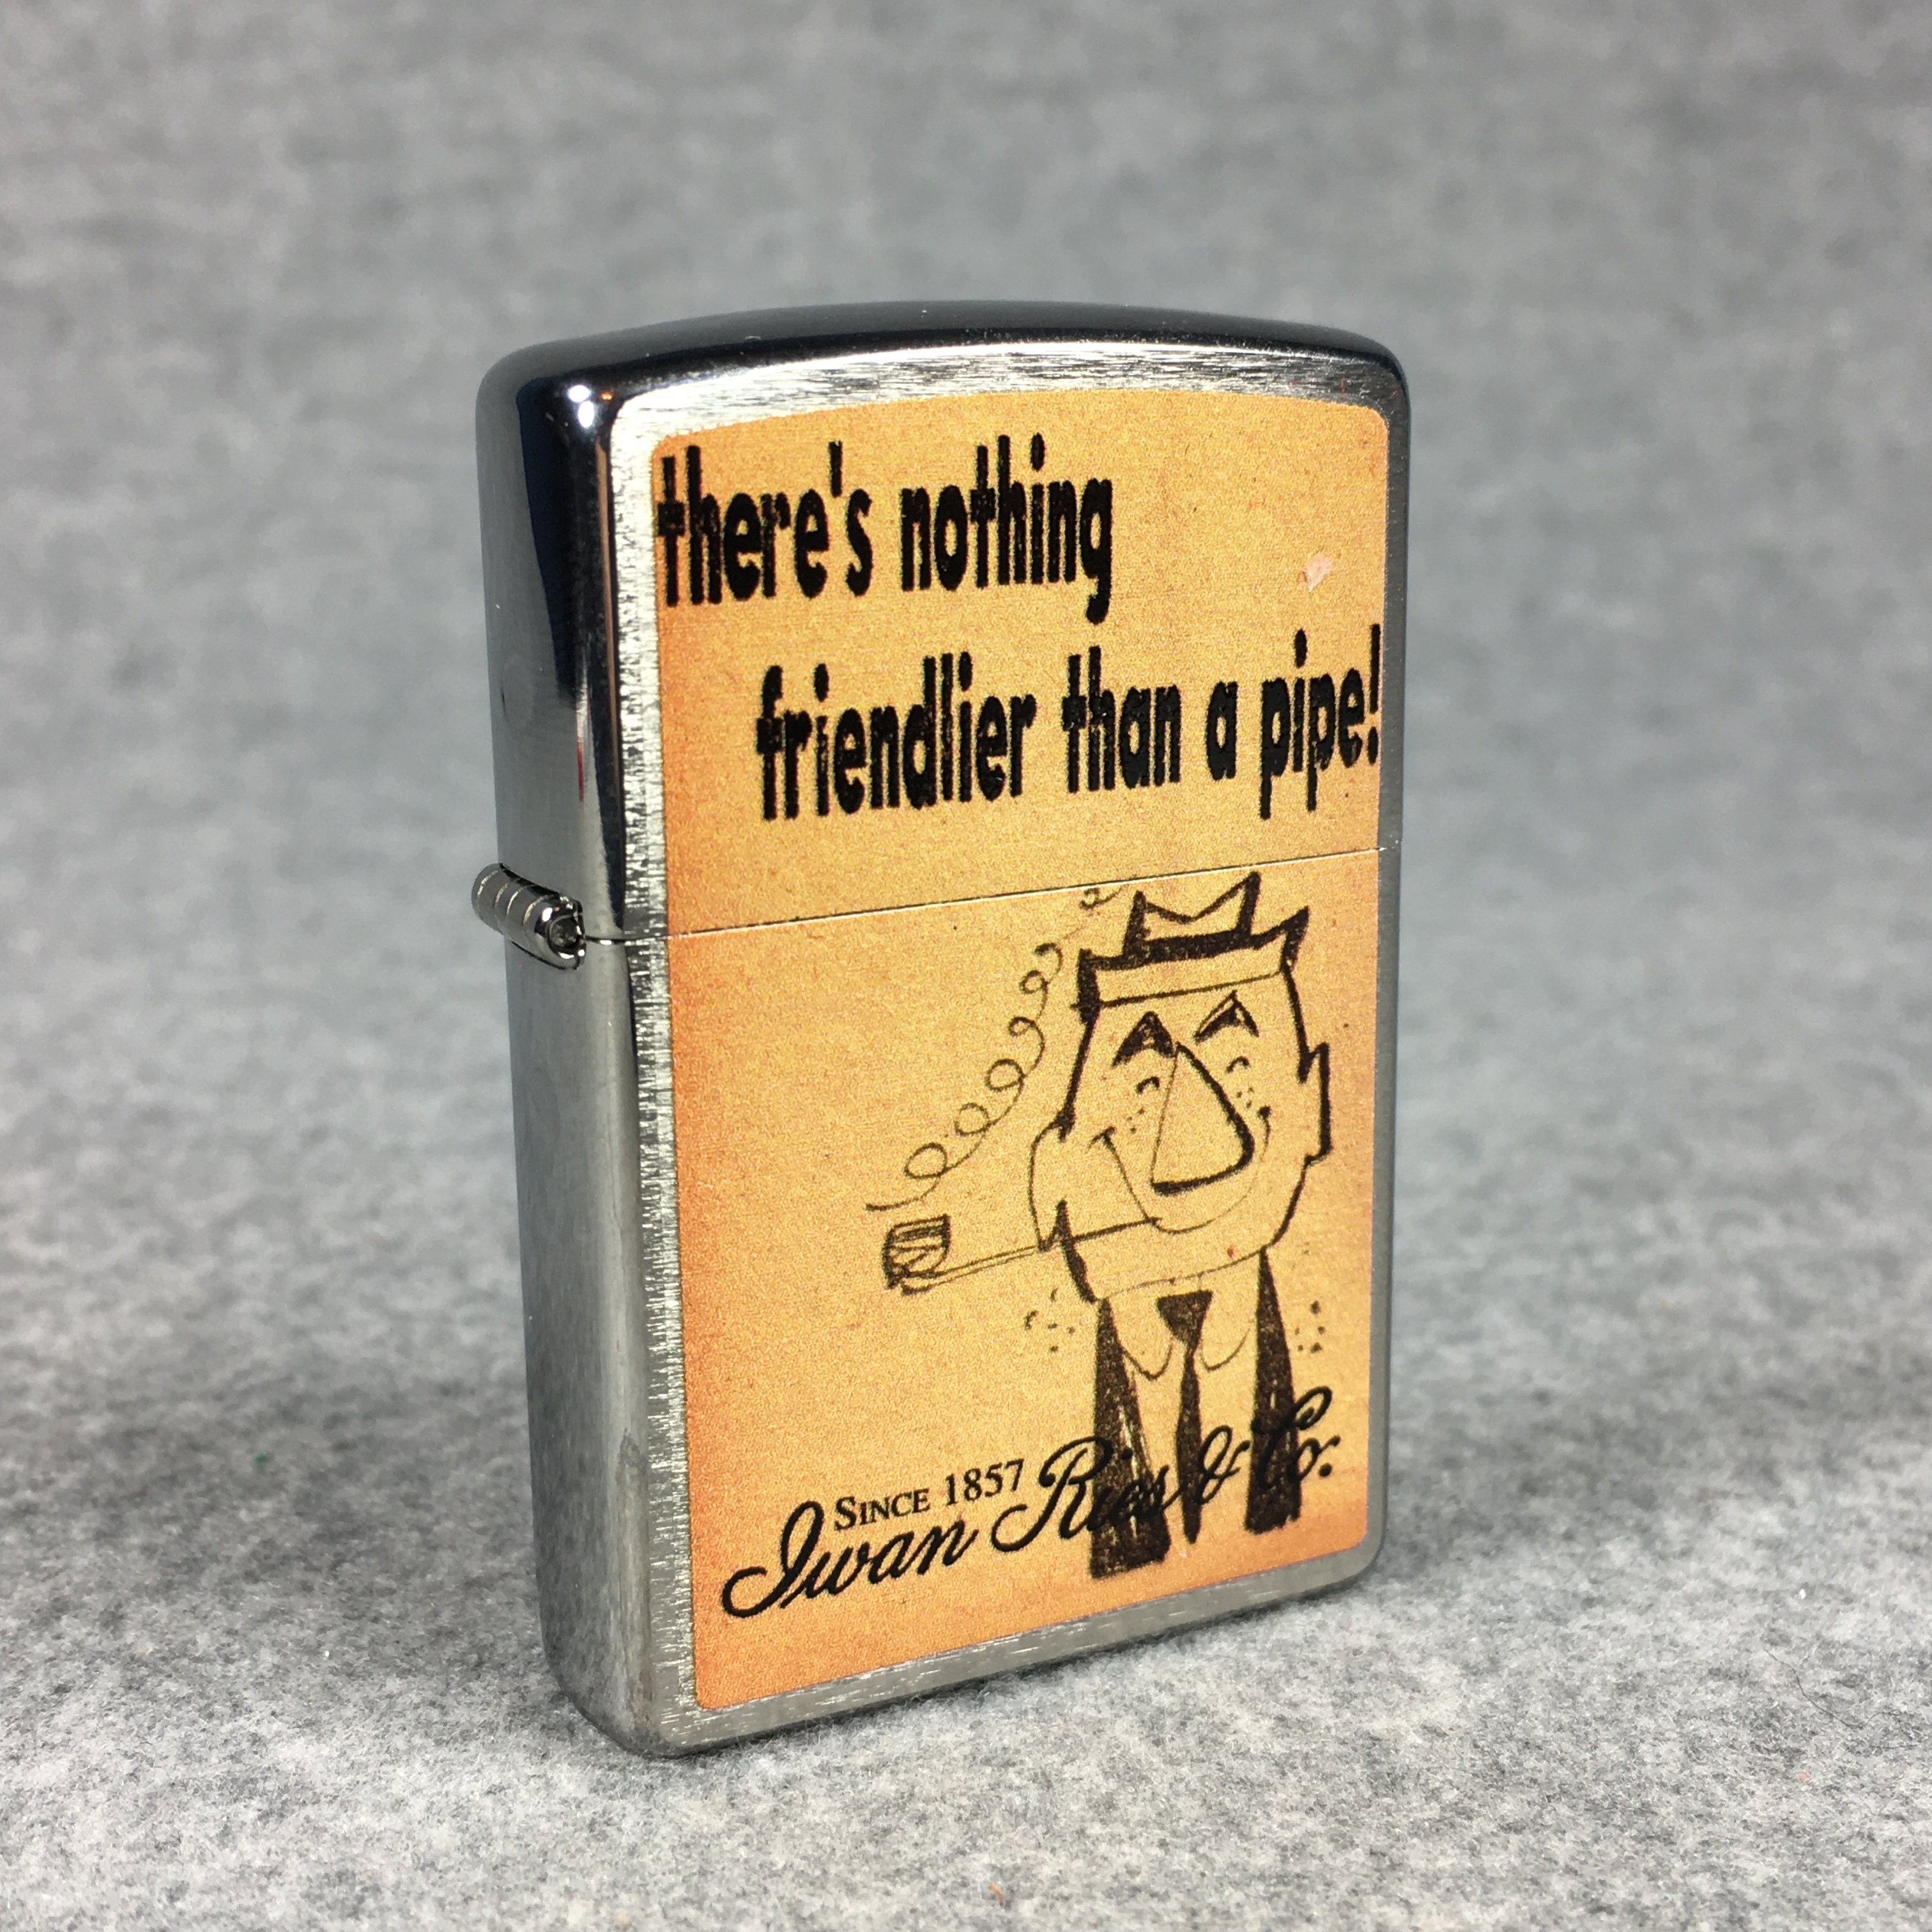 there's nothing
friendlier than a pipe!
SINCE 1857
Iwan Ries & Co.